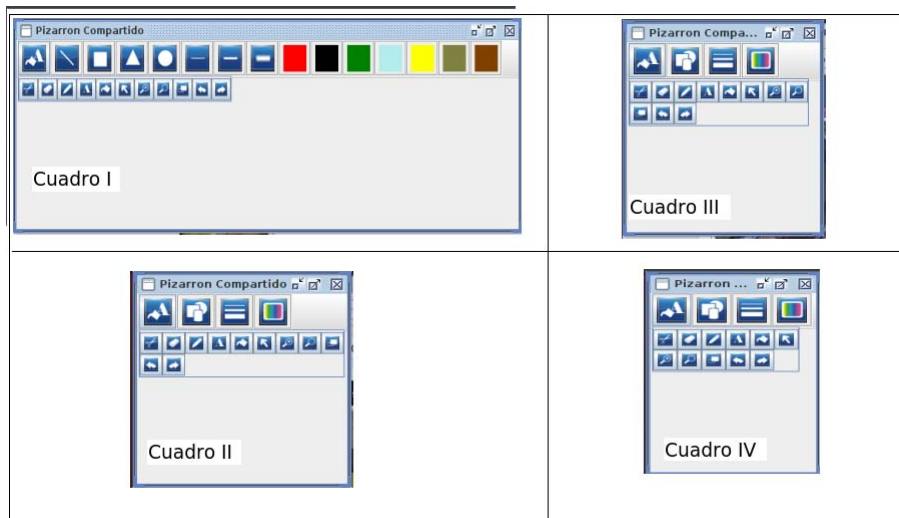 Pizarron Compartido
Cuadro I
Pizarron Compa...
Cuadro III
Pizarron Compartido
Cuadro II
Pizarron ...
Cuadro IV